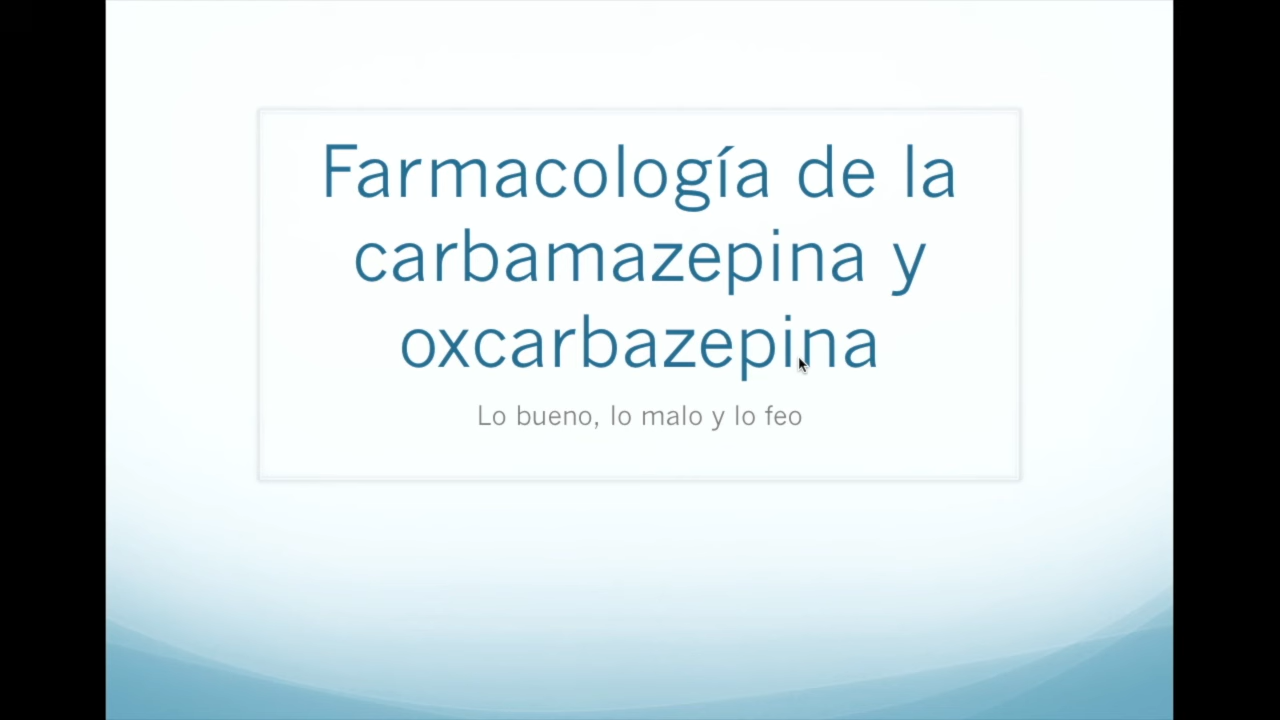 Farmacología de la
carbamazepina y
oxcarbazepina
Lo bueno, lo malo y lo feo